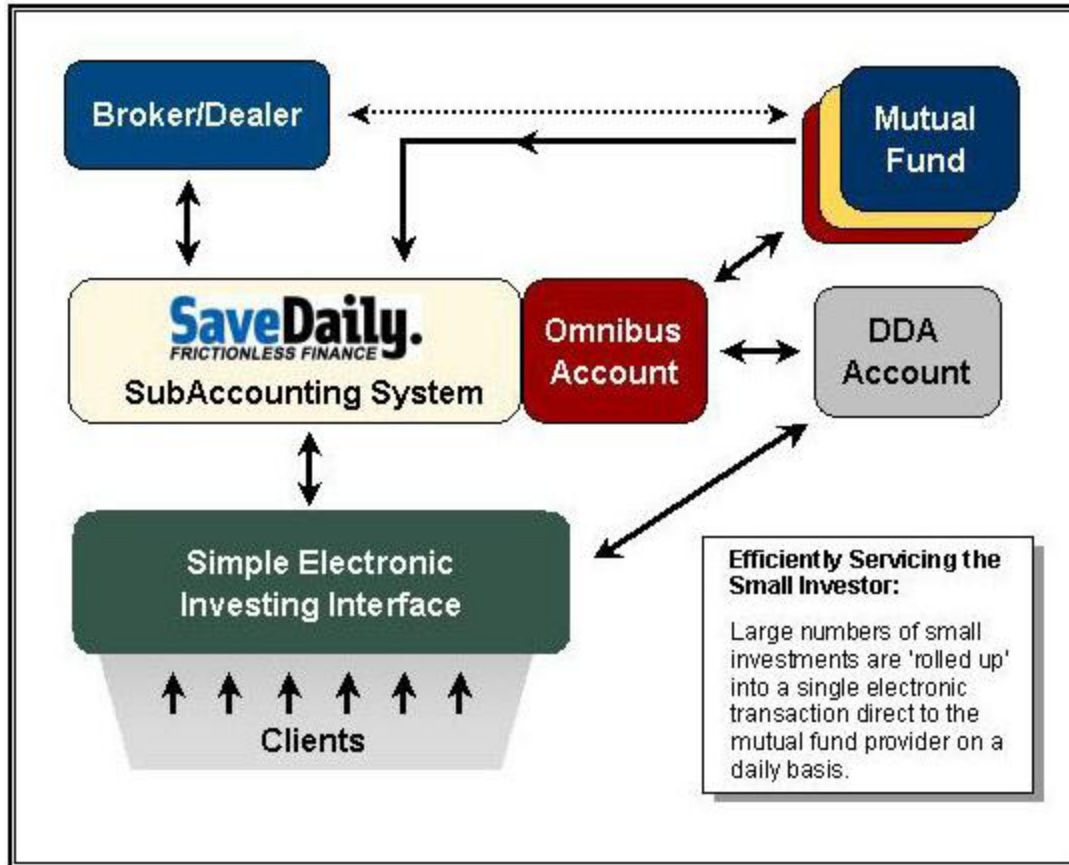 Broker/Dealer
Mutual
Fund
SaveDaily.
FRICTIONLESS FINANCE
SubAccounting System
Omnibus
Account
DDA
Account
Simple Electronic
Investing Interface
Clients
Efficiently Servicing the
Small Investor:
Large numbers of small
investments are 'rolled up'
into a single electronic
transaction direct to the
mutual fund provider on a
daily basis.